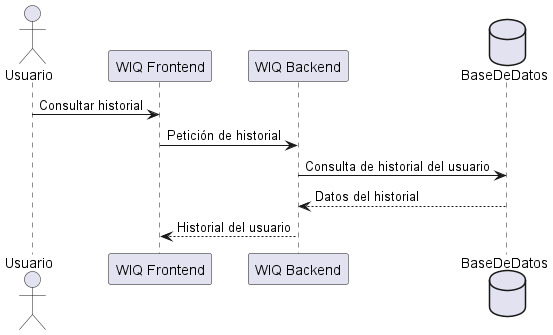 Usuario
WIQ Frontend
WIQ Backend
BaseDeDatos
Consultar historial
Petición de historial
Consulta de historial del usuario
Datos del historial
Historial del usuario
Usuario
WIQ Frontend
WIQ Backend
BaseDeDatos